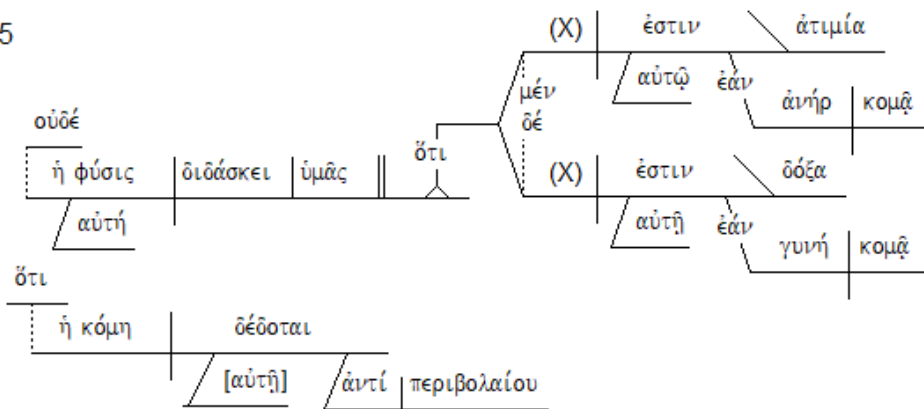 5
(X) ἐστιν ἀτιμία
αὐτῷ ἐάν
μέν
ἀνήρ κομᾷ
δέ
οὐδέ
ὅτι
ἡ φύσις διδάσκει ὑμᾶς
(X) ἐστιν δόξα
αὐτή
αὐτῇ ἐάν
γυνή κομᾷ
ὅτι
ἡ κόμη δέδοται
[αὐτῇ] ἀντί περιβολαίου